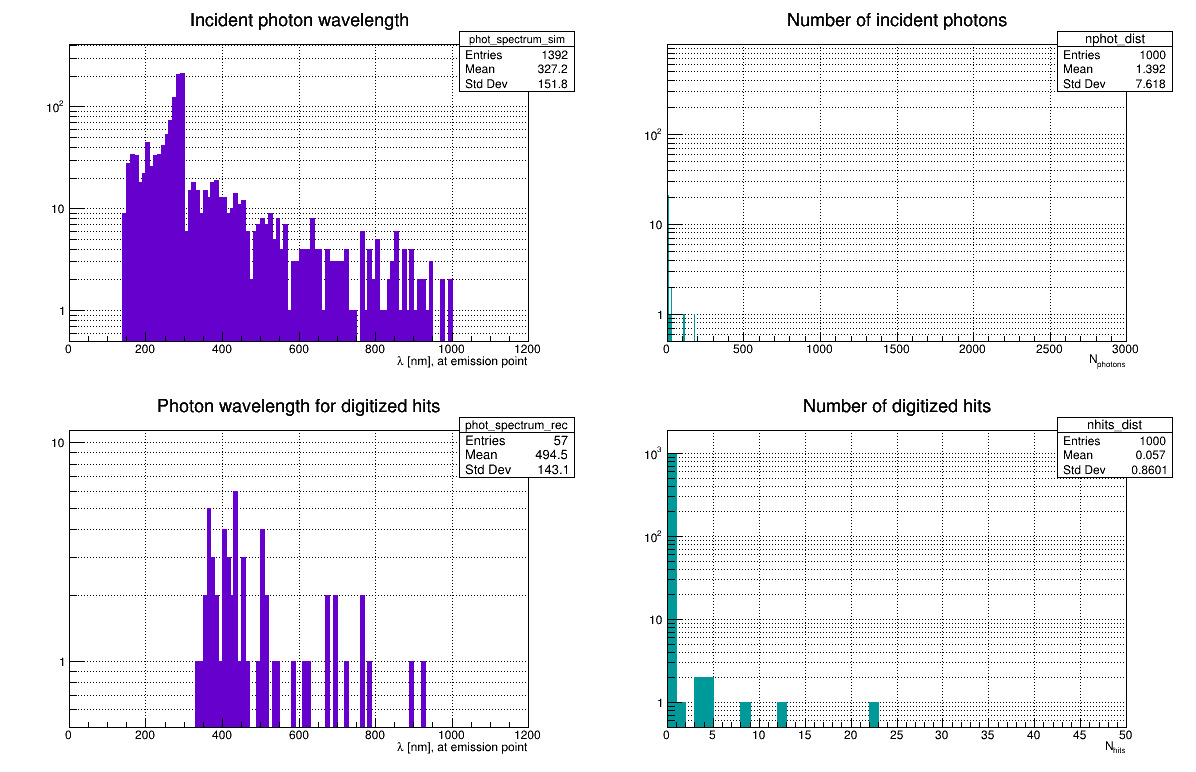 Incident photon wavelength
phot_spectrum_sim
Entries 1392
Mean 327.2
Std Dev 151.8
10²
10
1
0 200 400 600 800 1000 1200
λ [nm], at emission point
Number of incident photons
nphot_dist
Entries 1000
Mean 1.392
Std Dev 7.618
10²
10
1
0 500 1000 1500 2000 2500 3000
N_photons
Photon wavelength for digitized hits
phot_spectrum_rec
Entries 57
Mean 494.5
Std Dev 143.1
10
1
0 200 400 600 800 1000 1200
λ [nm], at emission point
Number of digitized hits
nhits_dist
Entries 1000
Mean 0.057
Std Dev 0.8601
10³
10²
10
1
0 5 10 15 20 25 30 35 40 45 50
N_hits